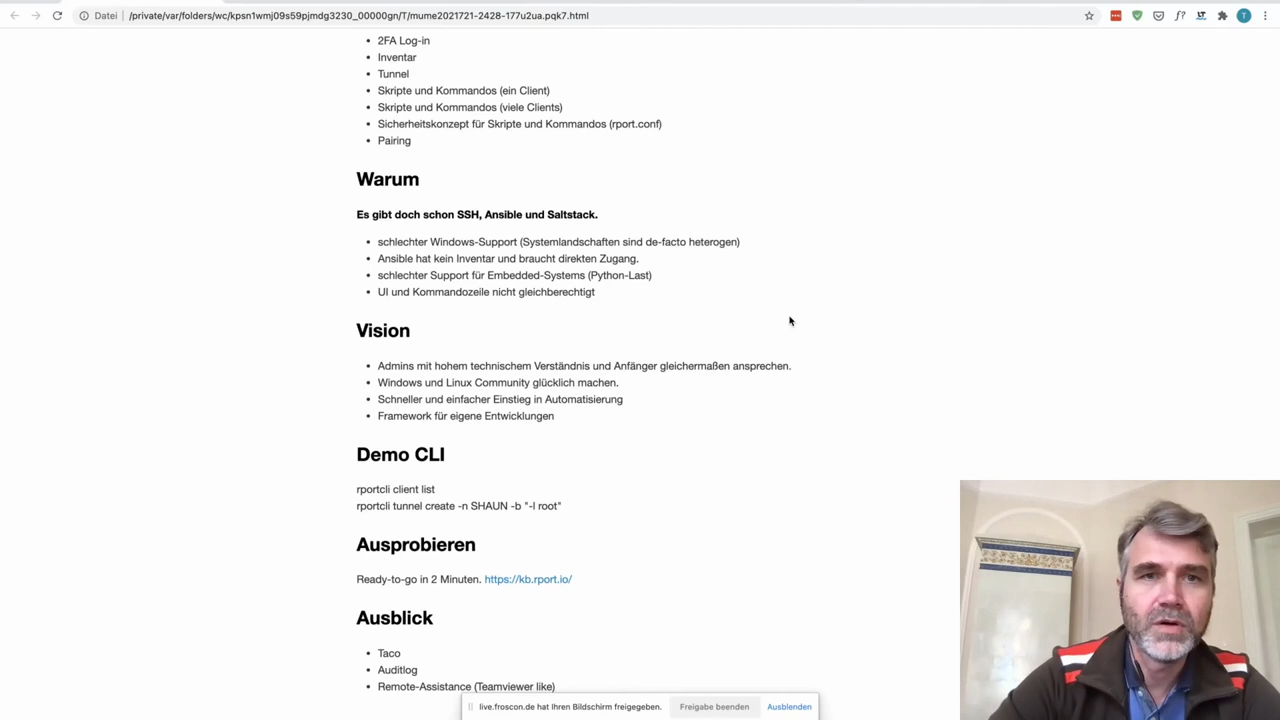 Datei
/private/var/folders/wc/kpsn1wmj09s59pjmdg3230_00000gn/T/mume2021721-2428-177u2ua.pqk7.html
T
• 2FA Log-in
• Inventar
• Tunnel
• Skripte und Kommandos (ein Client)
• Skripte und Kommandos (viele Clients)
• Sicherheitskonzept für Skripte und Kommandos (rport.conf)
• Pairing
Warum
Es gibt doch schon SSH, Ansible und Saltstack.
• schlechter Windows-Support (Systemlandschaften sind de-facto heterogen)
• Ansible hat kein Inventar und braucht direkten Zugang.
• schlechter Support für Embedded-Systems (Python-Last)
• UI und Kommandozeile nicht gleichberechtigt
Vision
• Admins mit hohem technischem Verständnis und Anfänger gleichermaßen ansprechen.
• Windows und Linux Community glücklich machen.
• Schneller und einfacher Einstieg in Automatisierung
• Framework für eigene Entwicklungen
Demo CLI
rportcli client list
rportcli tunnel create -n SHAUN -b "-l root"
Ausprobieren
Ready-to-go in 2 Minuten. https://kb.rport.io/
Ausblick
• Taco
• Auditlog
• Remote-Assistance (Teamviewer like)
live.froscon.de hat Ihren Bildschirm freigegeben.
Freigabe beenden
Ausblenden